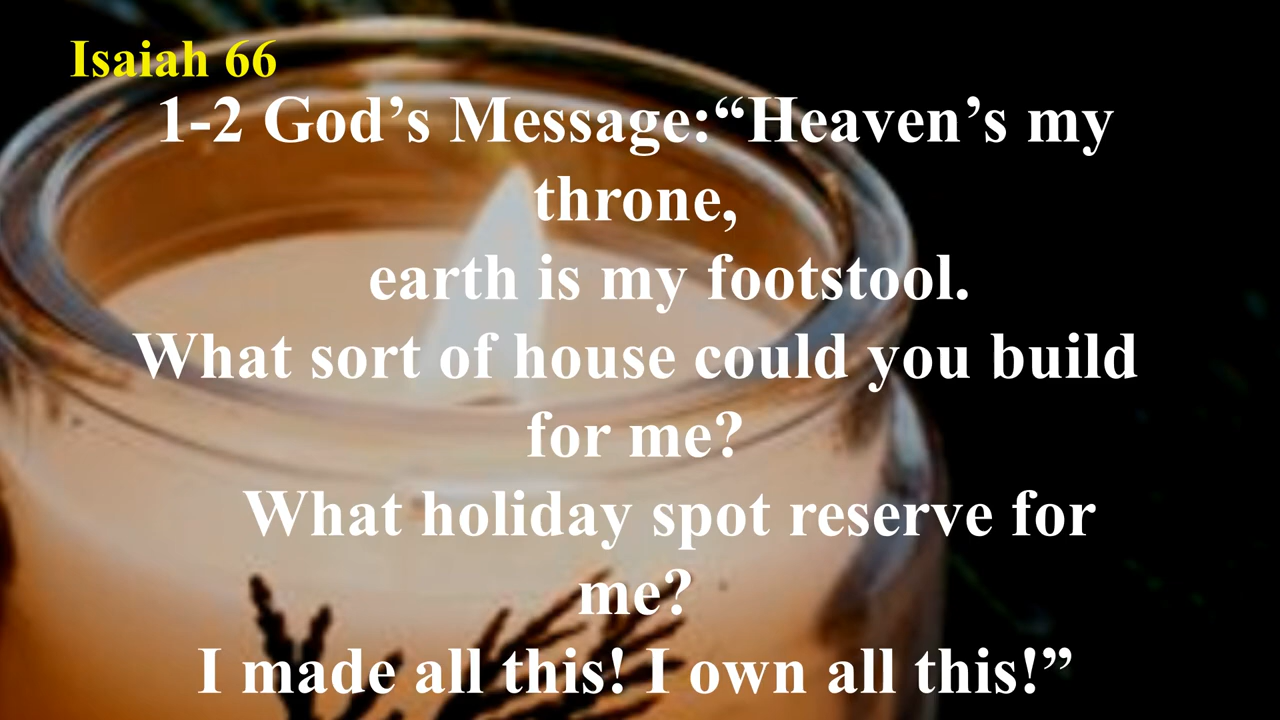 Isaiah 66
1-2 God’s Message:“Heaven’s my
throne,
earth is my footstool.
What sort of house could you build
for me?
What holiday spot reserve for
me?
I made all this! I own all this!”